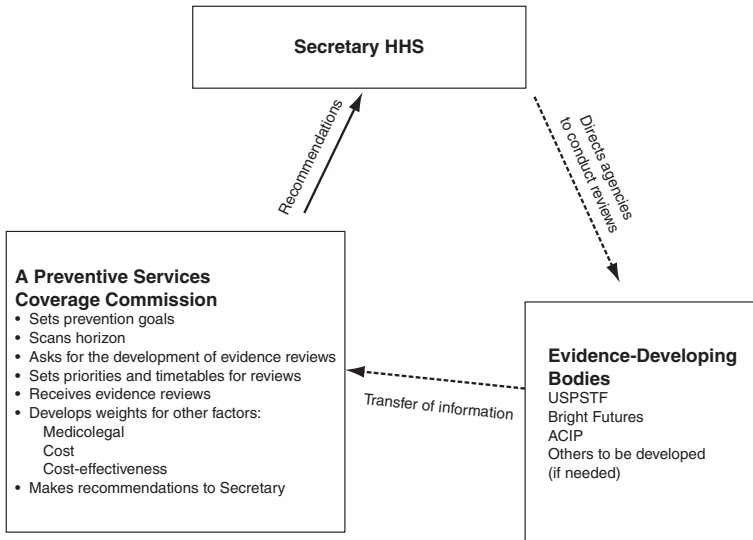 Secretary HHS
Recommendations
Directs agencies
to conduct reviews
A Preventive Services
Coverage Commission
• Sets prevention goals
• Scans horizon
• Asks for the development of evidence reviews
• Sets priorities and timetables for reviews
• Receives evidence reviews
• Develops weights for other factors:
Medicolegal
Cost
Cost-effectiveness
• Makes recommendations to Secretary
Transfer of information
Evidence-Developing
Bodies
USPSTF
Bright Futures
ACIP
Others to be developed
(if needed)